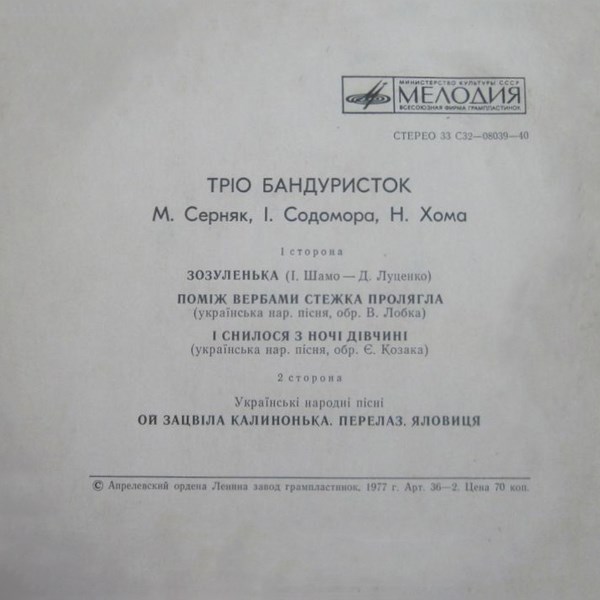 МИНИСТЕРСТВО КУЛЬТУРЫ СССР
МЕЛОДИЯ
ВСЕСОЮЗНАЯ ФИРМА ГРАМПЛАСТИНОК
СТЕРЕО 33 С32—08039—40
ТРІО БАНДУРИСТОК
М. Серняк, І. Содомора, Н. Хома
1 сторона
ЗОЗУЛЕНЬКА (І. Шамо — Д. Луценко)
ПОМІЖ ВЕРБАМИ СТЕЖКА ПРОЛЯГЛА
(українська нар. пісня, обр. В. Лобка)
І СНИЛОСЯ З НОЧІ ДІВЧИНІ
(українська нар. пісня, обр. Є. Козака)
2 сторона
Українські народні пісні
ОЙ ЗАЦВІЛА КАЛИНОНЬКА. ПЕРЕЛАЗ. ЯЛОВИЦЯ
© Апрелевский ордена Ленина завод грампластинок, 1977 г. Арт. 36—2. Цена 70 коп.